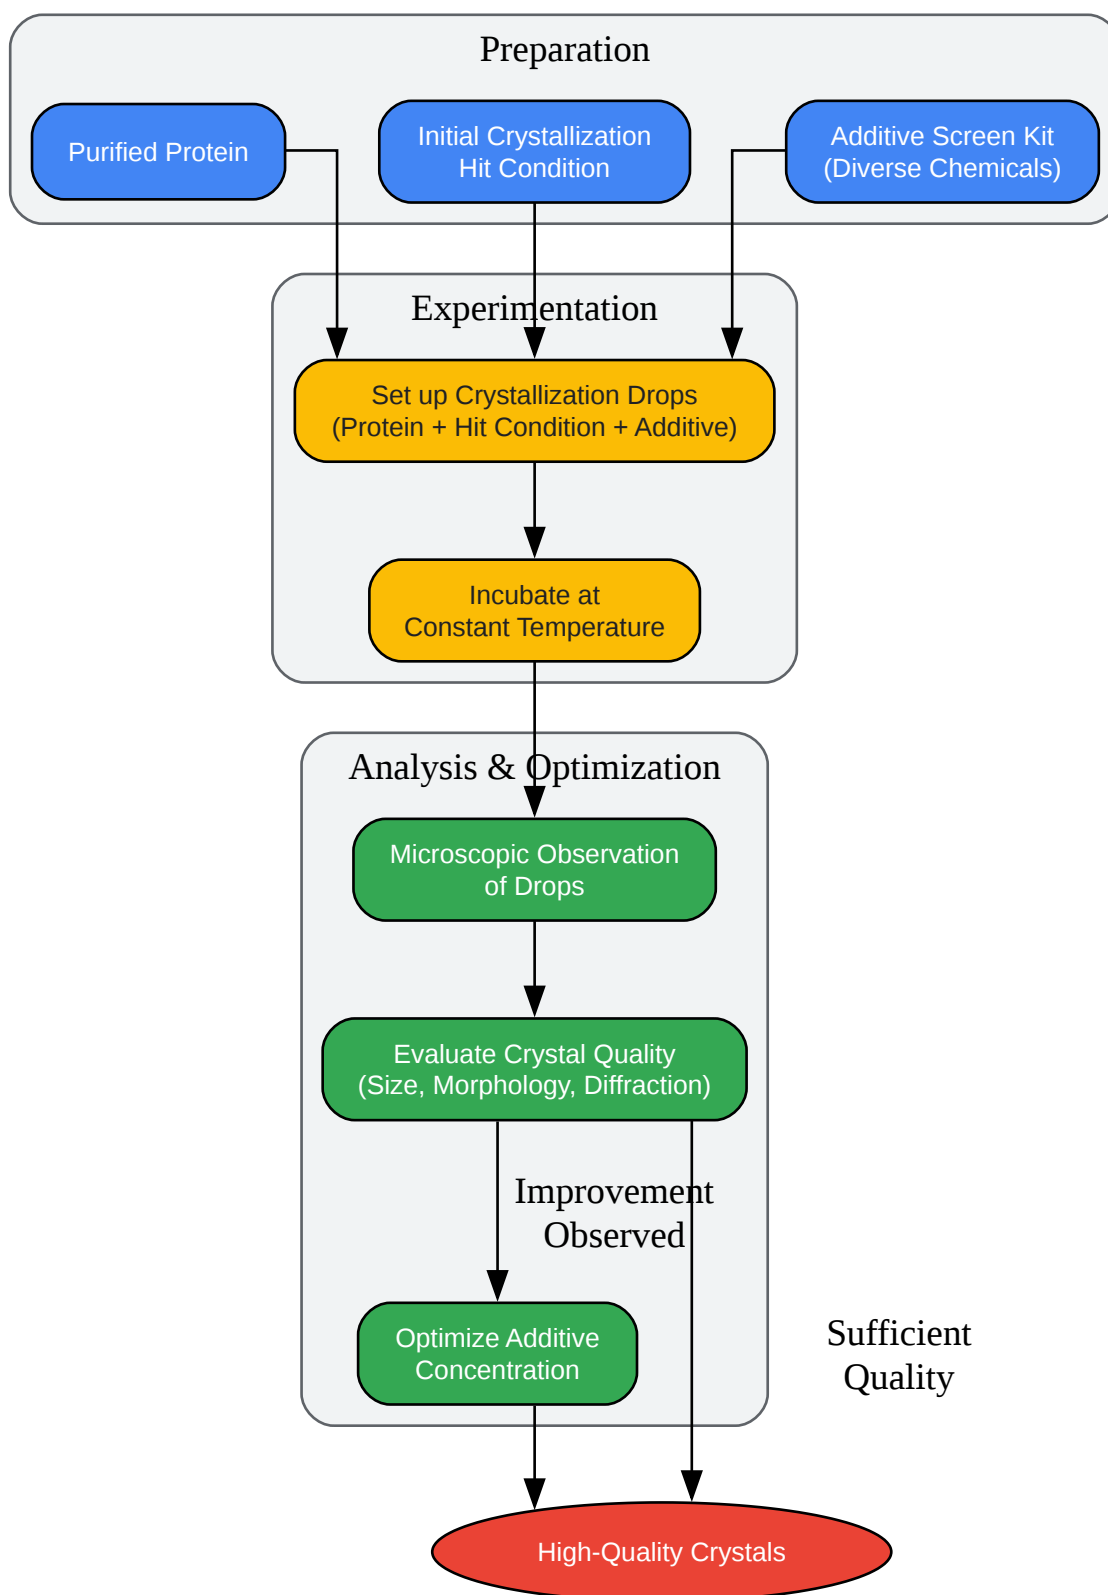 Preparation
Purified Protein
Initial Crystallization
Hit Condition
Additive Screen Kit
(Diverse Chemicals)
Experimentation
Set up Crystallization Drops
(Protein + Hit Condition + Additive)
Incubate at
Constant Temperature
Analysis & Optimization
Microscopic Observation
of Drops
Evaluate Crystal Quality
(Size, Morphology, Diffraction)
Improvement
Observed
Optimize Additive
Concentration
Sufficient
Quality
High-Quality Crystals